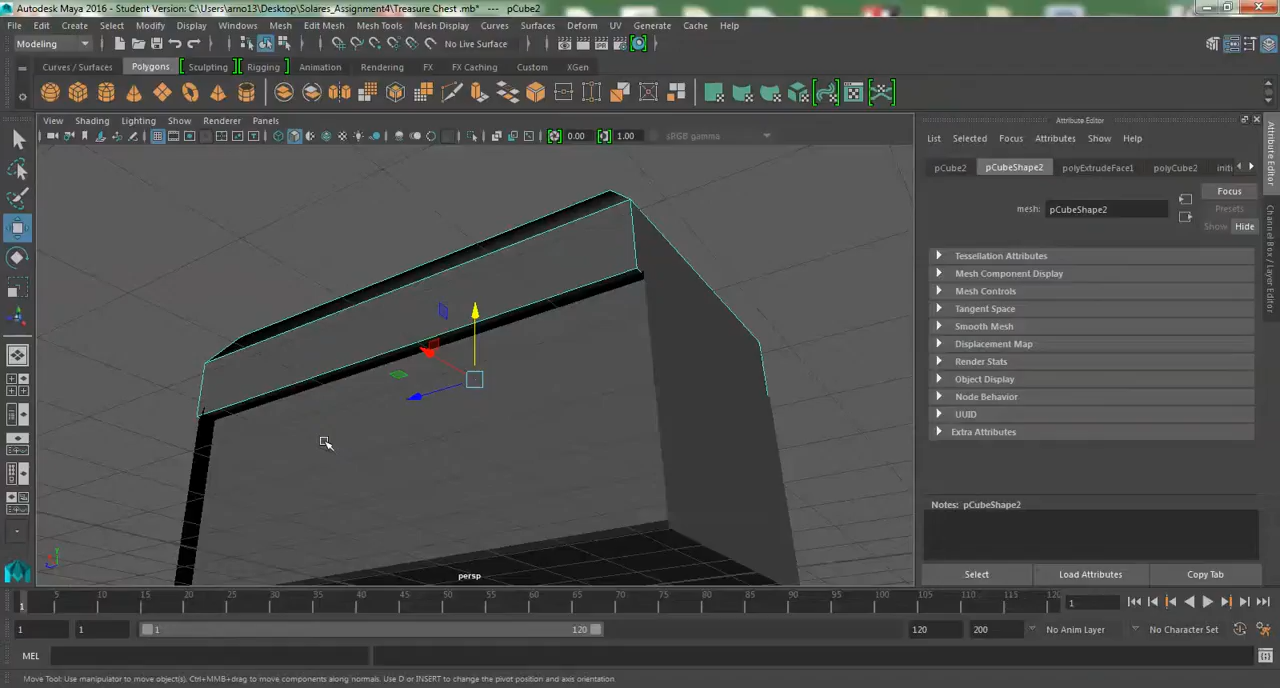 Autodesk Maya 2016 - Student Version: C:\Users\arno13\Desktop\Solares_Assignment4\Treasure Chest .mb* --- pCube2
File Edit Create Select Modify Display Windows Mesh Edit Mesh Mesh Tools Mesh Display Curves Surfaces Deform UV Generate Cache Help
Modeling No Live Surface
Curves / Surfaces Polygons Sculpting Rigging Animation Rendering FX FX Caching Custom XGen
View Shading Lighting Show Renderer Panels
0.00 1.00 sRGB gamma
Attribute Editor
List Selected Focus Attributes Show Help
pCube2 pCubeShape2 polyExtrudeFace1 polyCube2 initi
Focus
mesh: pCubeShape2 Presets
Show Hide
Tessellation Attributes
Mesh Component Display
Mesh Controls
Tangent Space
Smooth Mesh
Displacement Map
Render Stats
Object Display
Node Behavior
UUID
Extra Attributes
Notes: pCubeShape2
Select Load Attributes Copy Tab
Attribute Editor
Channel Box / Layer Editor
persp
1 5 10 15 20 25 30 35 40 45 50 55 60 65 70 75 80 85 90 95 100 105 110 115 120 1
1 1 1 120 120 200 No Anim Layer No Character Set
MEL
Move Tool: Use manipulator to move object(s). Ctrl+MMB+drag to move components along normals. Use D or INSERT to change the pivot position and axis orientation